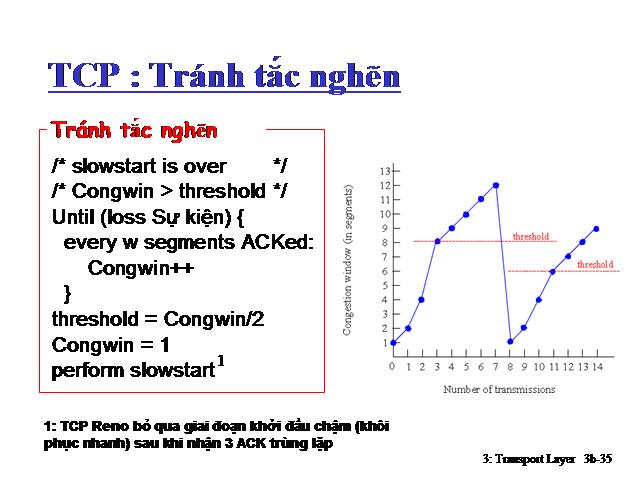 TCP : Tránh tắc nghẽn
Tránh tắc nghẽn
/* slowstart is over */
/* Congwin > threshold */
Until (loss Sự kiện) {
every w segments ACKed:
Congwin++
}
threshold = Congwin/2
Congwin = 1
perform slowstart 1
Congestion window (in segments)
13
12
11
10
9
8
7
6
5
4
3
2
1
threshold
threshold
0 1 2 3 4 5 6 7 8 9 10 11 12 13 14
Number of transmissions
1: TCP Reno bỏ qua giai đoạn khởi đầu chậm (khôi
phục nhanh) sau khi nhận 3 ACK trùng lặp
3: Transport Layer 3b-35